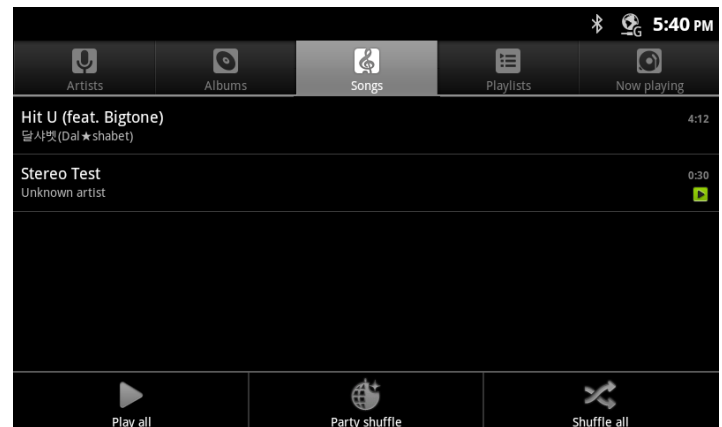 G 5:40 PM
Artists Albums Songs Playlists Now playing
Hit U (feat. Bigtone) 4:12
달샤벳(Dal★shabet)
Stereo Test 0:30
Unknown artist
Play all Party shuffle Shuffle all